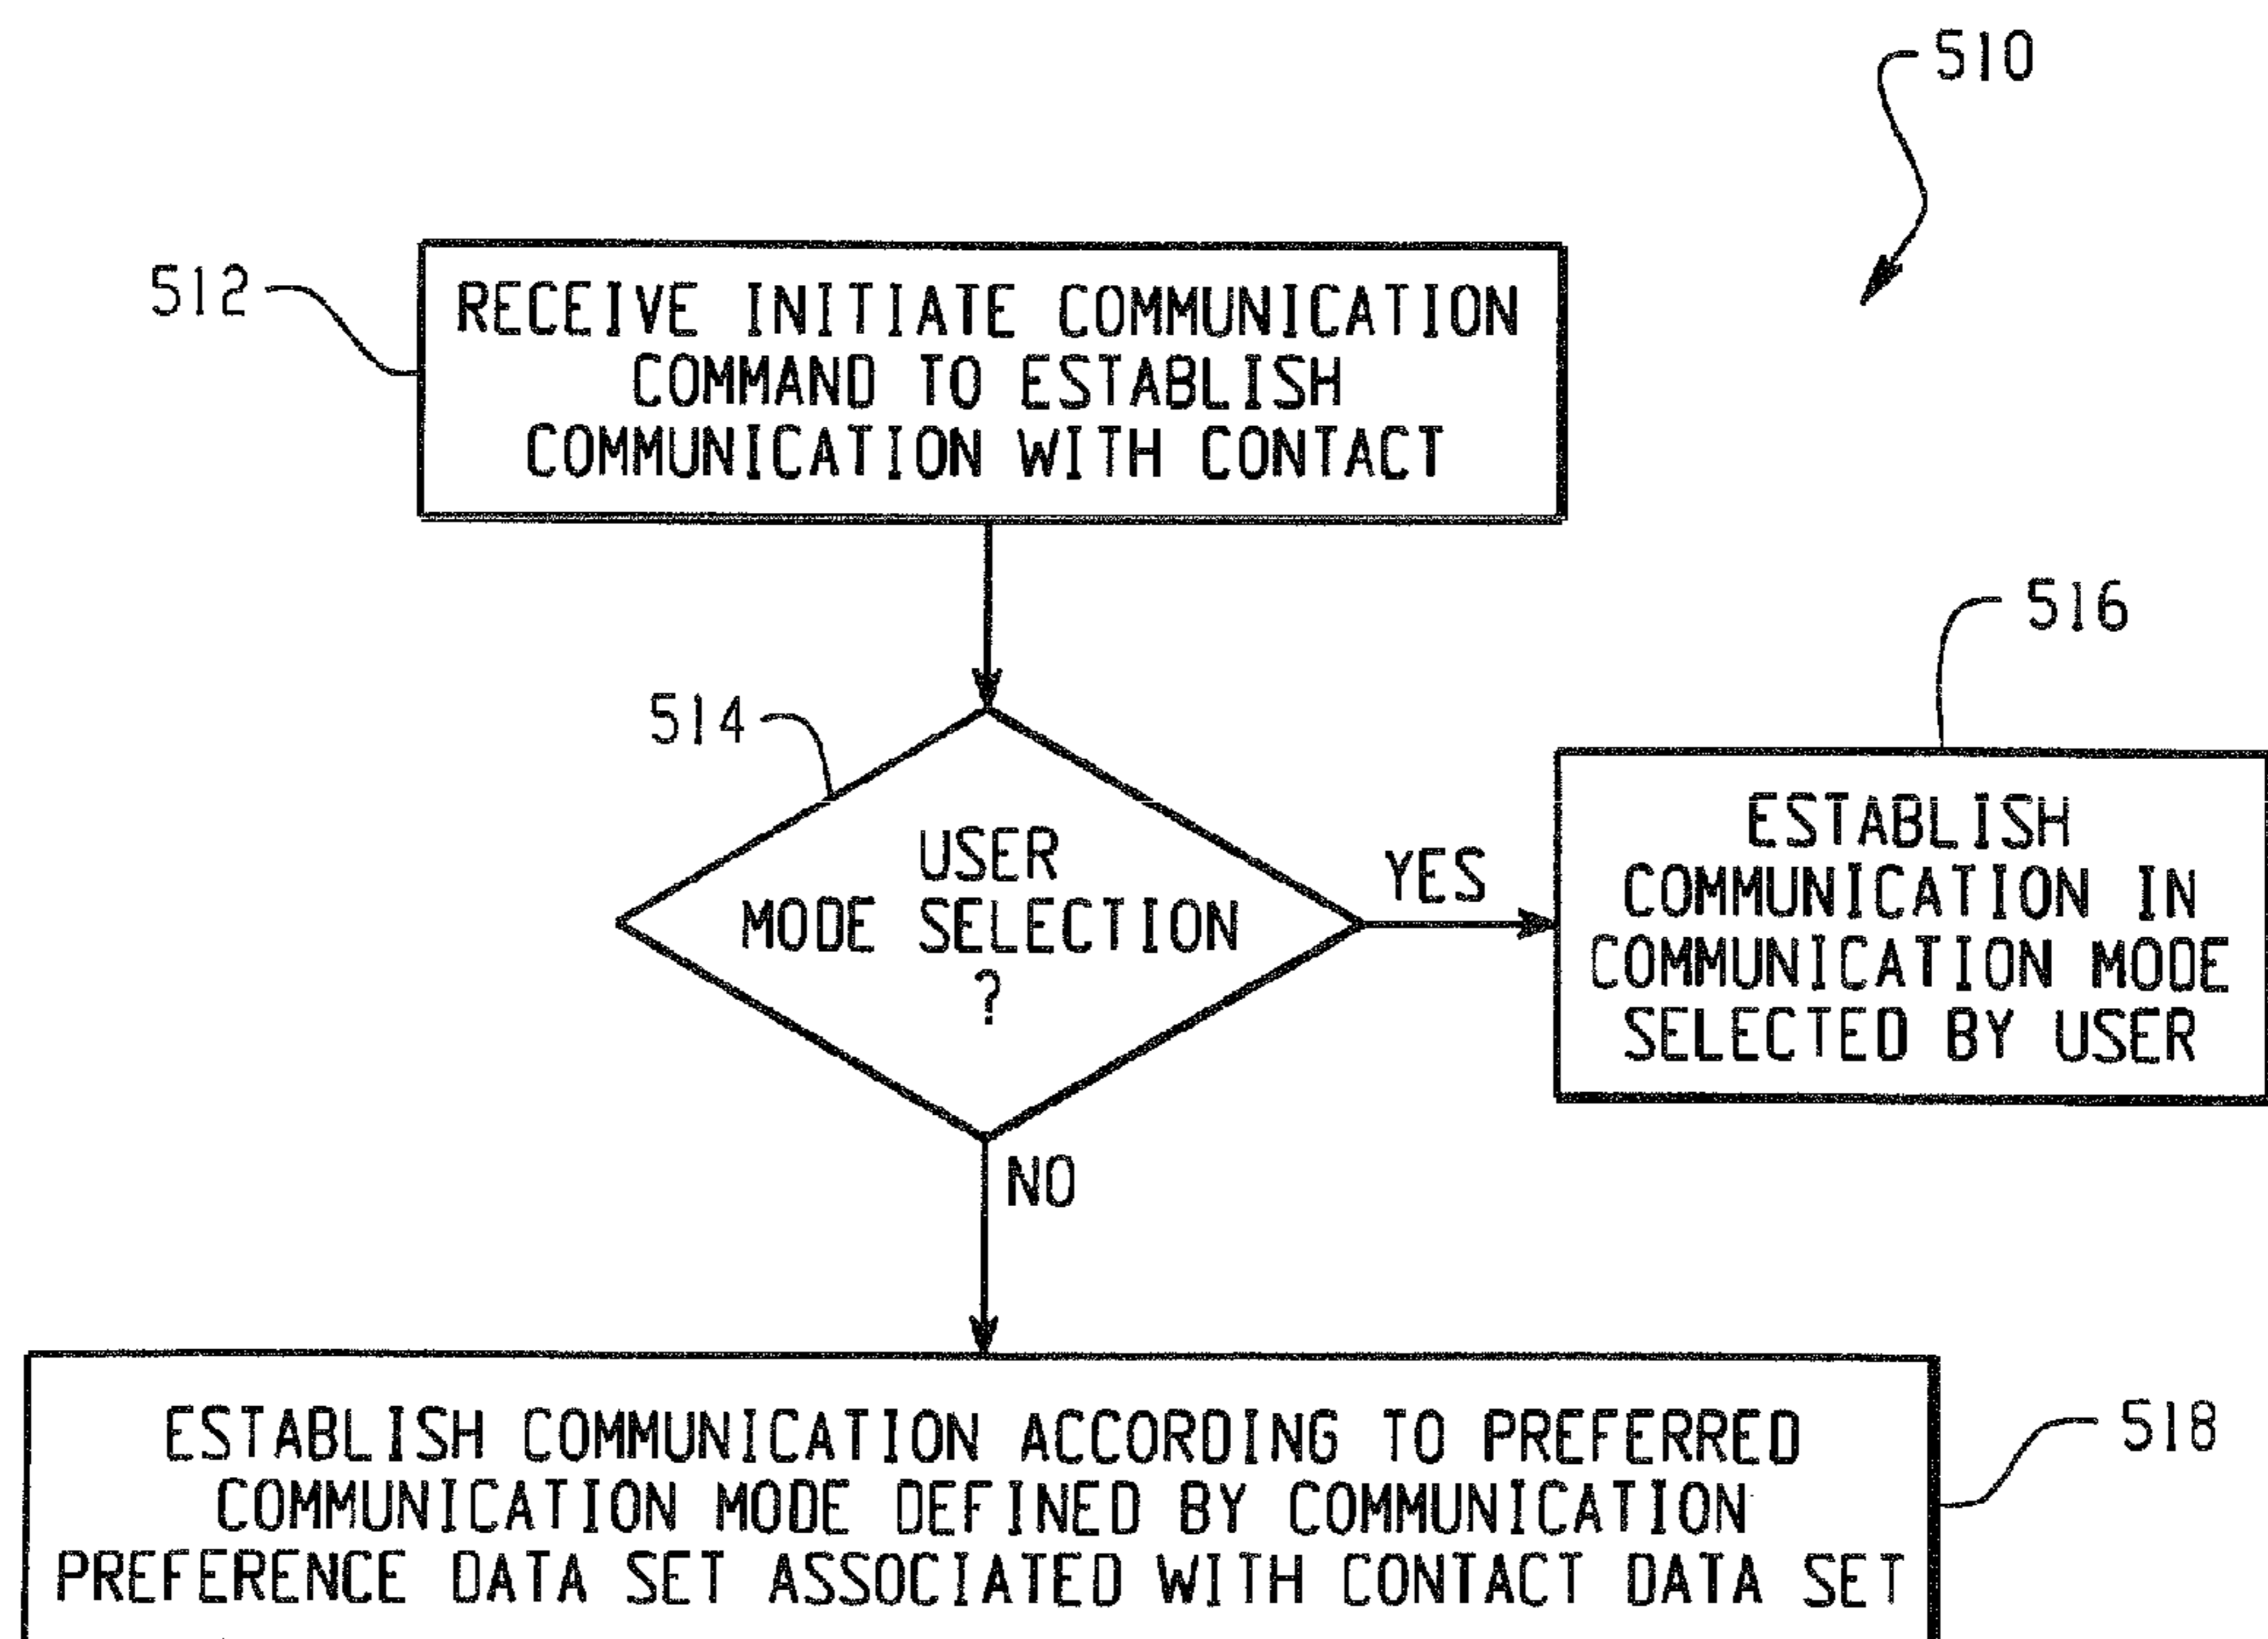 510
512
RECEIVE INITIATE COMMUNICATION
COMMAND TO ESTABLISH
COMMUNICATION WITH CONTACT
514
USER
MODE SELECTION
?
YES
516
ESTABLISH
COMMUNICATION IN
COMMUNICATION MODE
SELECTED BY USER
NO
518
ESTABLISH COMMUNICATION ACCORDING TO PREFERRED
COMMUNICATION MODE DEFINED BY COMMUNICATION
PREFERENCE DATA SET ASSOCIATED WITH CONTACT DATA SET